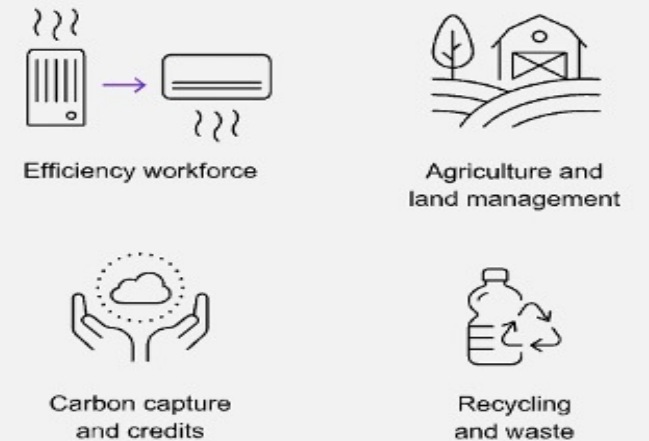 Efficiency workforce
Agriculture and
land management
Carbon capture
and credits
Recycling
and waste